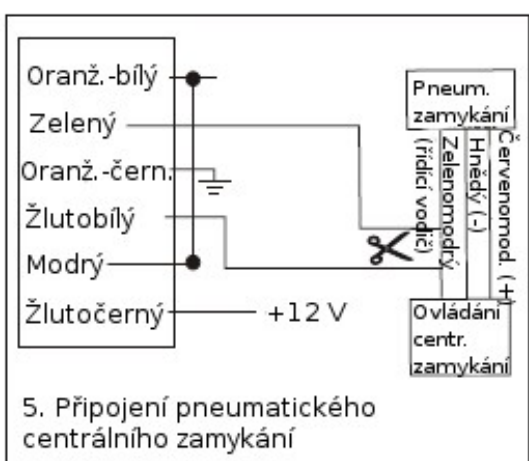 Oranž.-bílý
Zelený
Oranž.-čern.
Žlutobílý
Modrý
Žlutočerný
+12 V
Pneum.
zamykání
(řídící vodič)
Zelenomodrý
Hnědý (-)
Červenomod. (+)
Ovládání
centr.
zamykání
5. Připojení pneumatického
centrálního zamykání